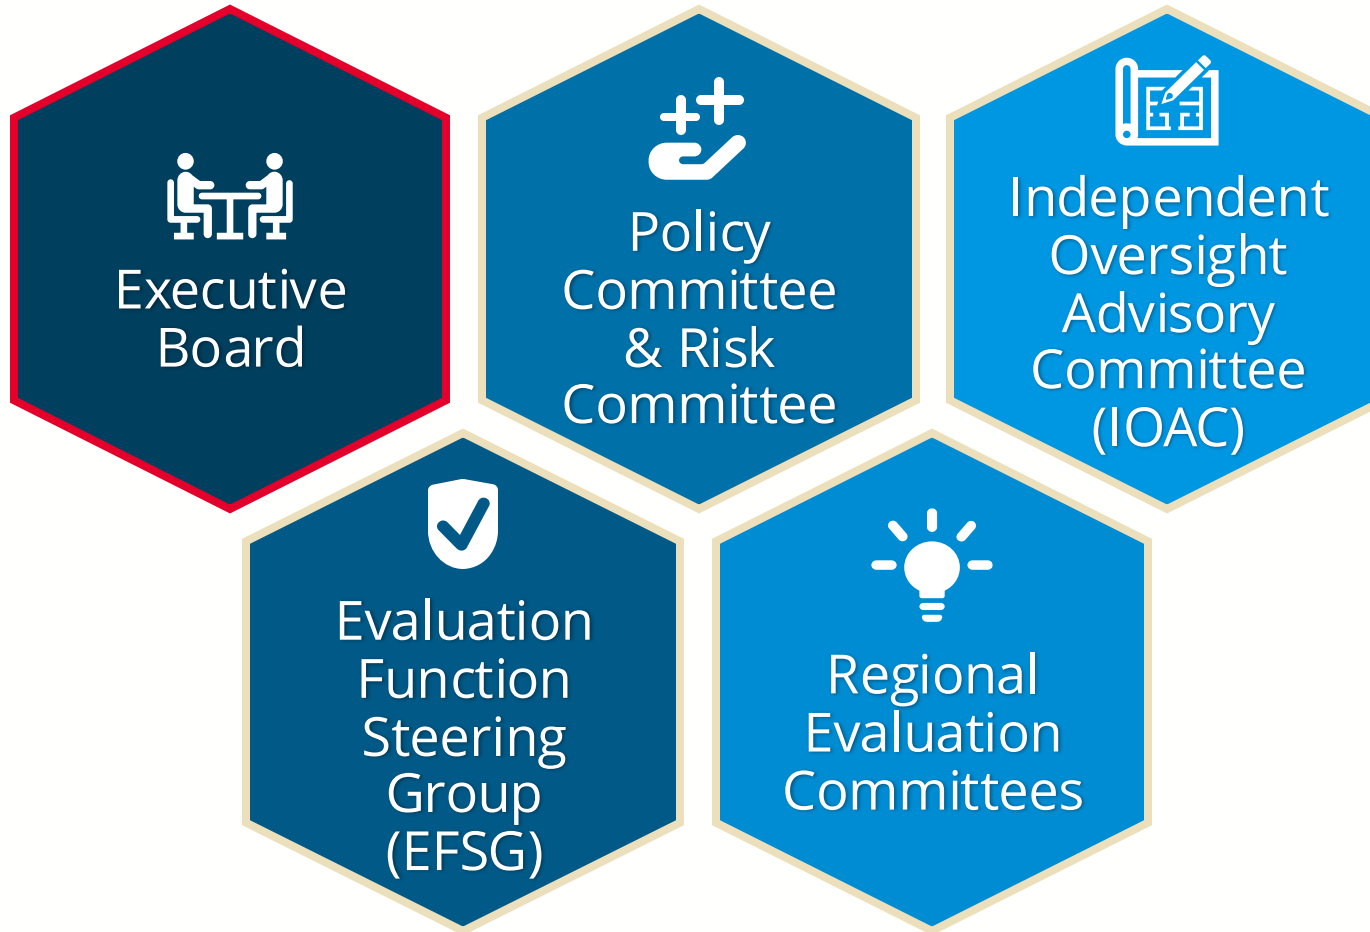 Executive
Board
Policy
Committee
& Risk
Committee
Independent
Oversight
Advisory
Committee
(IOAC)
Evaluation
Function
Steering
Group
(EFSG)
Regional
Evaluation
Committees